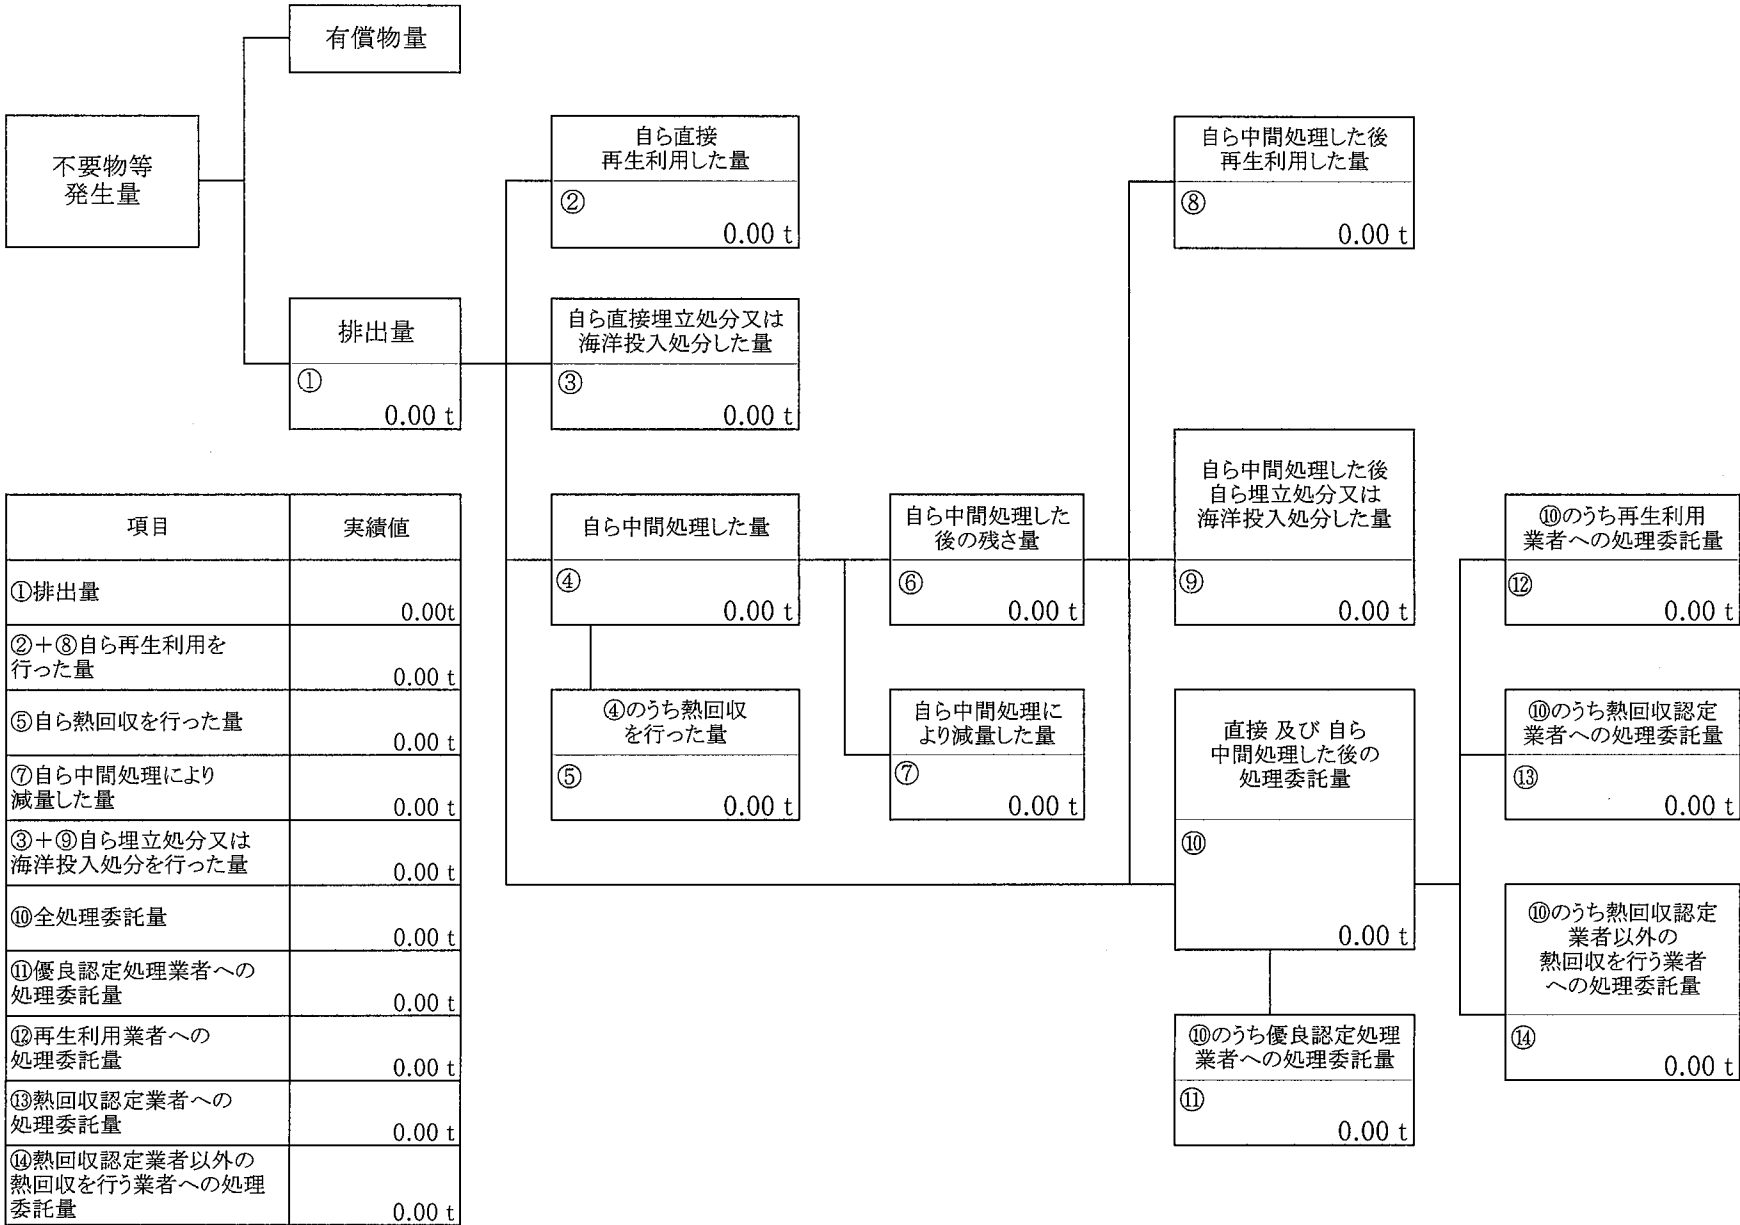 有償物量
不要物等
発生量
排出量
①
0.00 t
自ら直接
再生利用した量
②
0.00 t
自ら直接埋立処分又は
海洋投入処分した量
③
0.00 t
自ら中間処理した量
④
0.00 t
④のうち熱回収
を行った量
⑤
0.00 t
自ら中間処理した
後の残さ量
⑥
0.00 t
自ら中間処理に
より減量した量
⑦
0.00 t
自ら中間処理した後
再生利用した量
⑧
0.00 t
自ら中間処理した後
自ら埋立処分又は
海洋投入処分した量
⑨
0.00 t
直接 及び 自ら
中間処理した後の
処理委託量
⑩
0.00 t
⑩のうち優良認定処理
業者への処理委託量
⑪
0.00 t
⑩のうち再生利用
業者への処理委託量
⑫
0.00 t
⑩のうち熱回収認定
業者への処理委託量
⑬
0.00 t
⑩のうち熱回収認定
業者以外の
熱回収を行う業者
への処理委託量
⑭
0.00 t
項目 実績値
①排出量
0.00t
②+⑧自ら再生利用を
行った量
0.00 t
⑤自ら熱回収を行った量
0.00 t
⑦自ら中間処理により
減量した量
0.00 t
③+⑨自ら埋立処分又は
海洋投入処分を行った量
0.00 t
⑩全処理委託量
0.00 t
⑪優良認定処理業者への
処理委託量
0.00 t
⑫再生利用業者への
処理委託量
0.00 t
⑬熱回収認定業者への
処理委託量
0.00 t
⑭熱回収認定業者以外の
熱回収を行う業者への処理
委託量
0.00 t